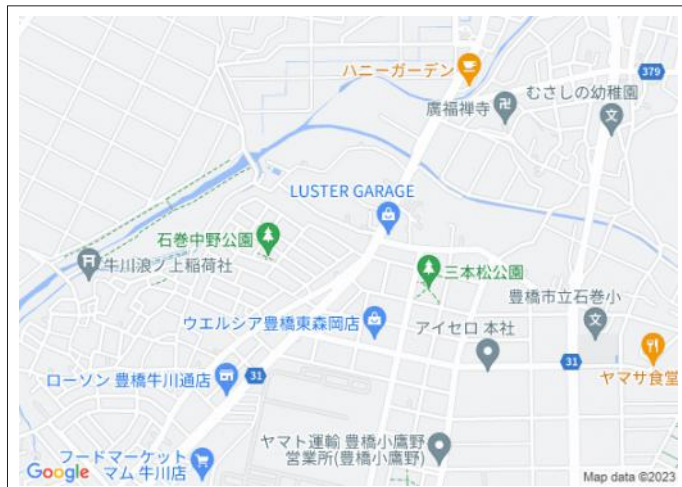 ハニーガーデン
379
むさしの幼稚園
廣福禅寺
卍
文
LUSTER GARAGE
石巻中野公園
牛川浪ノ上稲荷社
三本松公園
豊橋市立石巻小
文
ウエルシア豊橋東森岡店
アイセロ 本社
31
ヤマサ食堂
ローソン 豊橋牛川通店
31
フードマーケット
マム 牛川店
ヤマト運輸 豊橋小鷹野
営業所(豊橋小鷹野)
Google
Map data ©2023